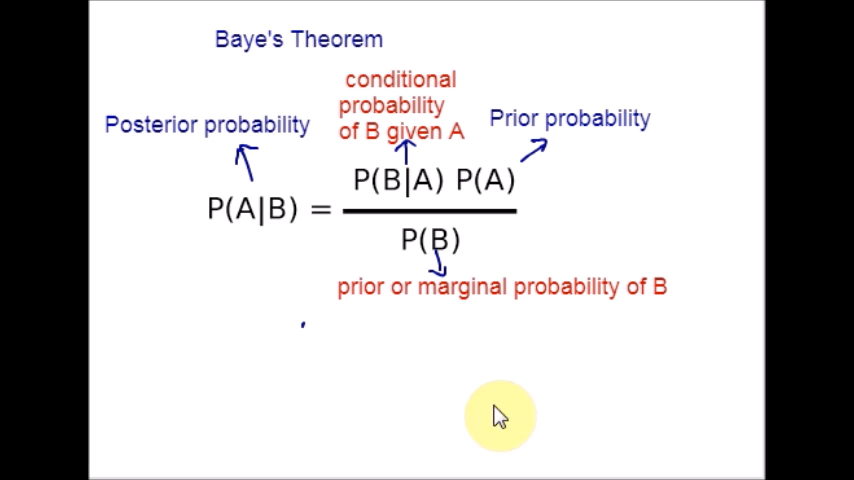 Baye's Theorem
conditional
probability
of B given A
Posterior probability
Prior probability
P(B|A) P(A)
P(A|B) =
P(B)
prior or marginal probability of B